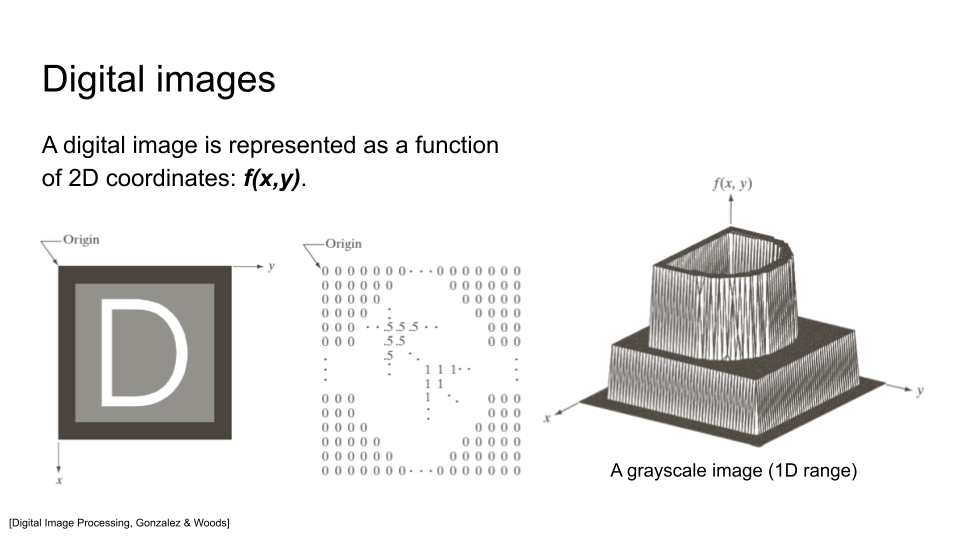 Digital images
A digital image is represented as a function
of 2D coordinates: f(x,y).
Origin
y
x
Origin
0 0 0 0 0 0 0 · · · 0 0 0 0 0 0 0
0 0 0 0 0 0 0 0 0 0 0 0
0 0 0 0 0 0 0 0 0 0
0 0 0 0 0 0 0 0
0 0 0 · · .5 .5 .5 · · 0 0 0
0 0 0 .5 .5 0 0 0
.5
1 1 1 · ·
1 1
0 0 0 1 0 0 0
0 0 0 0 0 0
0 0 0 0 0 0 0 0
0 0 0 0 0 0 0 0 0 0
0 0 0 0 0 0 0 0 0 0 0 0
0 0 0 0 0 0 0 · · · 0 0 0 0 0 0 0
f(x, y)
x
y
A grayscale image (1D range)
[Digital Image Processing, Gonzalez & Woods]